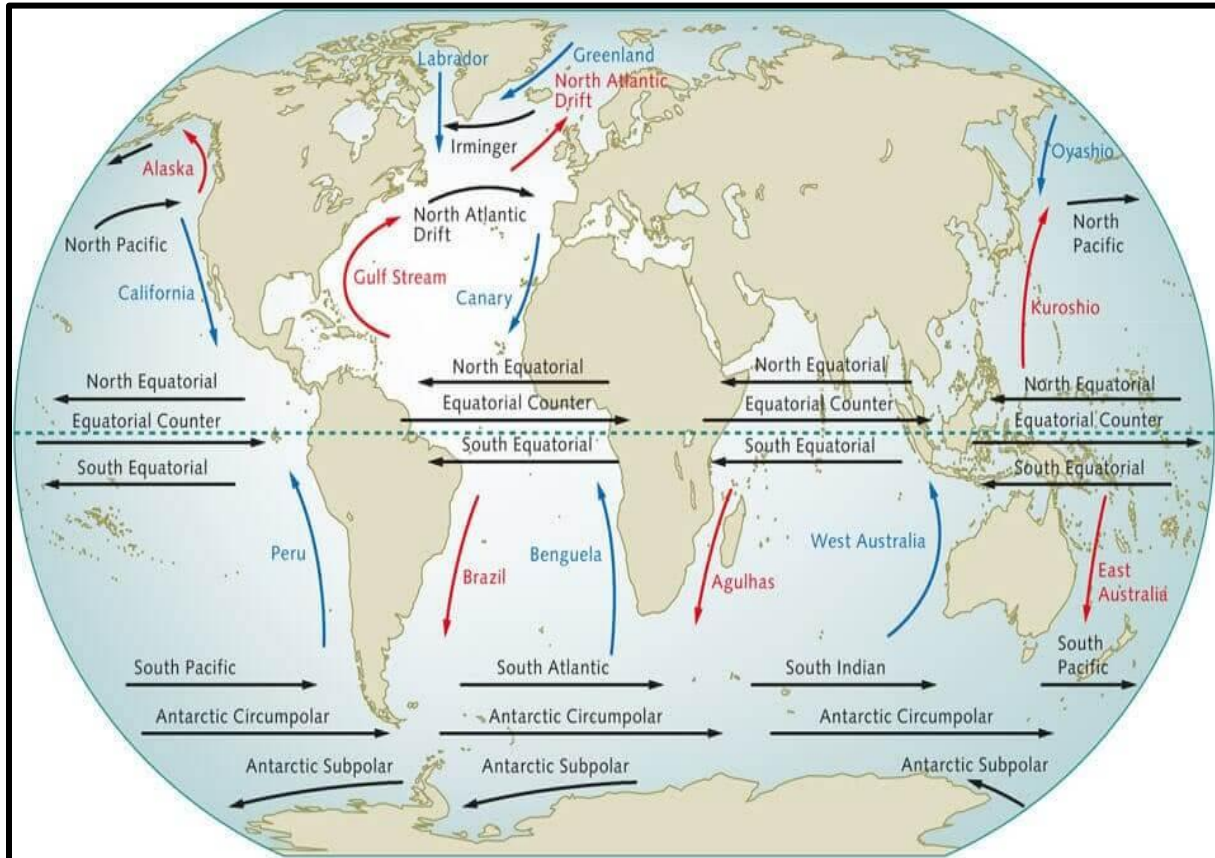 Labrador
Greenland
North Atlantic
Drift
Irminger
Alaska
Oyashio
North Pacific
North Atlantic
Drift
North
Pacific
Gulf Stream
California
Canary
Kuroshio
North Equatorial
North Equatorial
North Equatorial
North Equatorial
Equatorial Counter
Equatorial Counter
Equatorial Counter
Equatorial Counter
South Equatorial
South Equatorial
South Equatorial
South Equatorial
Peru
Brazil
Benguela
Agulhas
West Australia
East
Australia
South Pacific
South Atlantic
South Indian
South
Pacific
Antarctic Circumpolar
Antarctic Circumpolar
Antarctic Circumpolar
Antarctic Subpolar
Antarctic Subpolar
Antarctic Subpolar